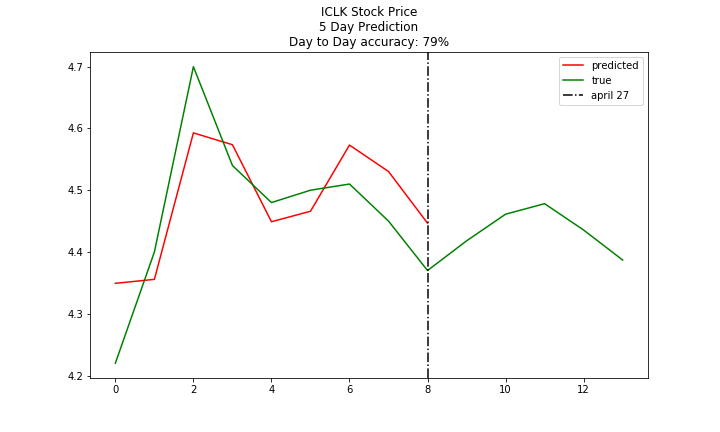 ICLK Stock Price
5 Day Prediction
Day to Day accuracy: 79%
predicted
true
april 27
4.7
4.6
4.5
4.4
4.3
4.2
0 2 4 6 8 10 12